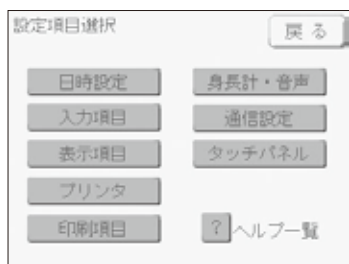 設定項目選択
戻る
日時設定
身長計・音声
入力項目
通信設定
表示項目
タッチパネル
プリンタ
印刷項目
? ヘルプ一覧